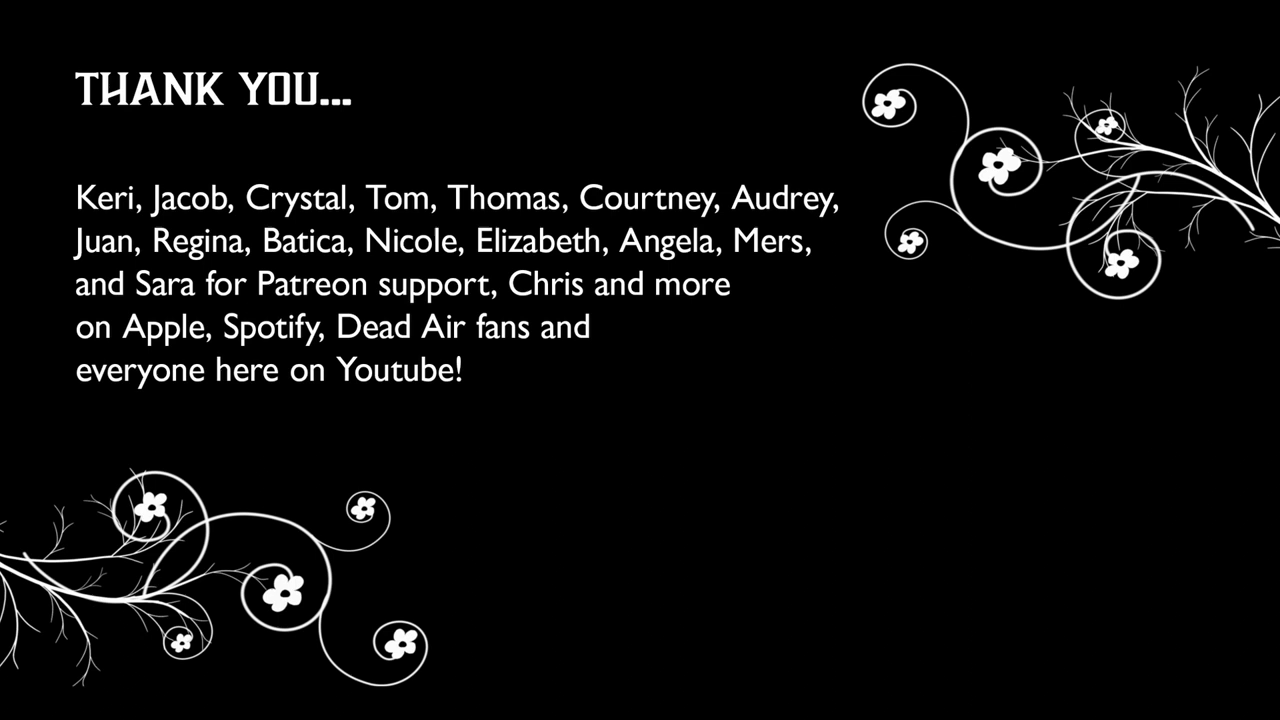 THANK YOU...
Keri, Jacob, Crystal, Tom, Thomas, Courtney, Audrey,
Juan, Regina, Batica, Nicole, Elizabeth, Angela, Mers,
and Sara for Patreon support, Chris and more
on Apple, Spotify, Dead Air fans and
everyone here on Youtube!